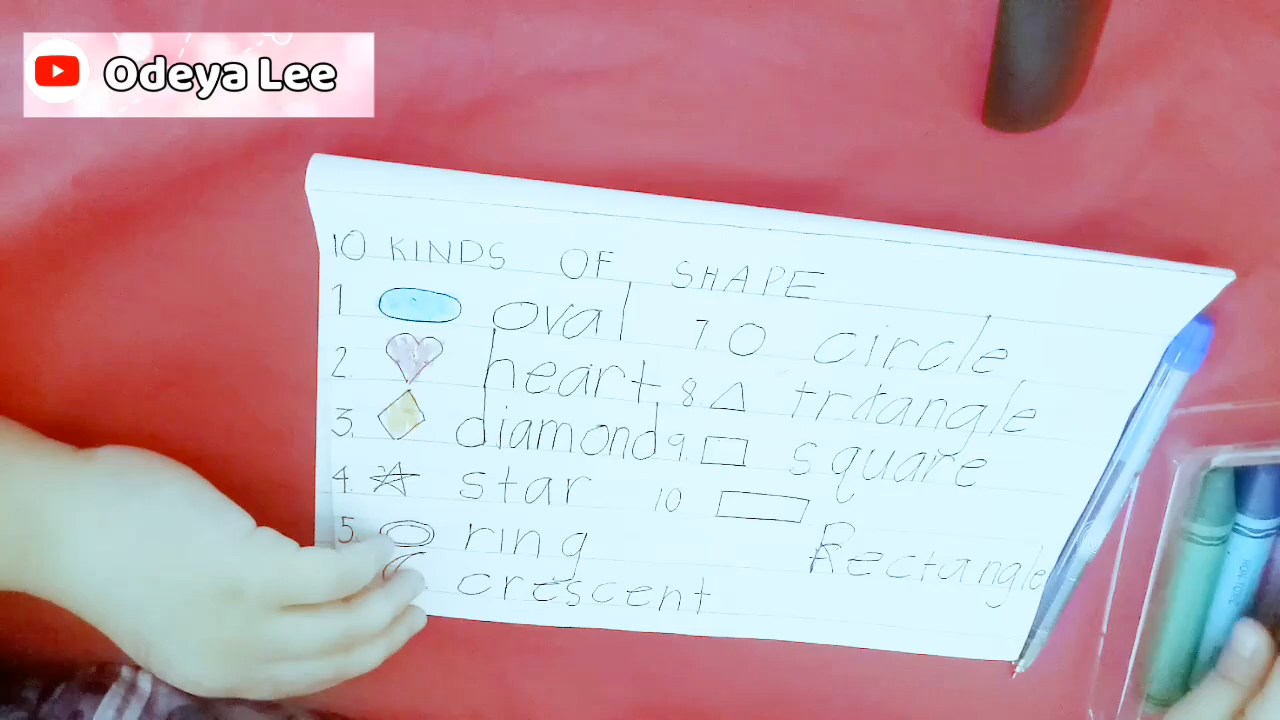 Odeya Lee
10 KINDS OF SHAPE
1. oval
2. heart
3. diamond
4. star
5. ring
crescent
7. circle
8 triangle
9. square
10 Rectangle